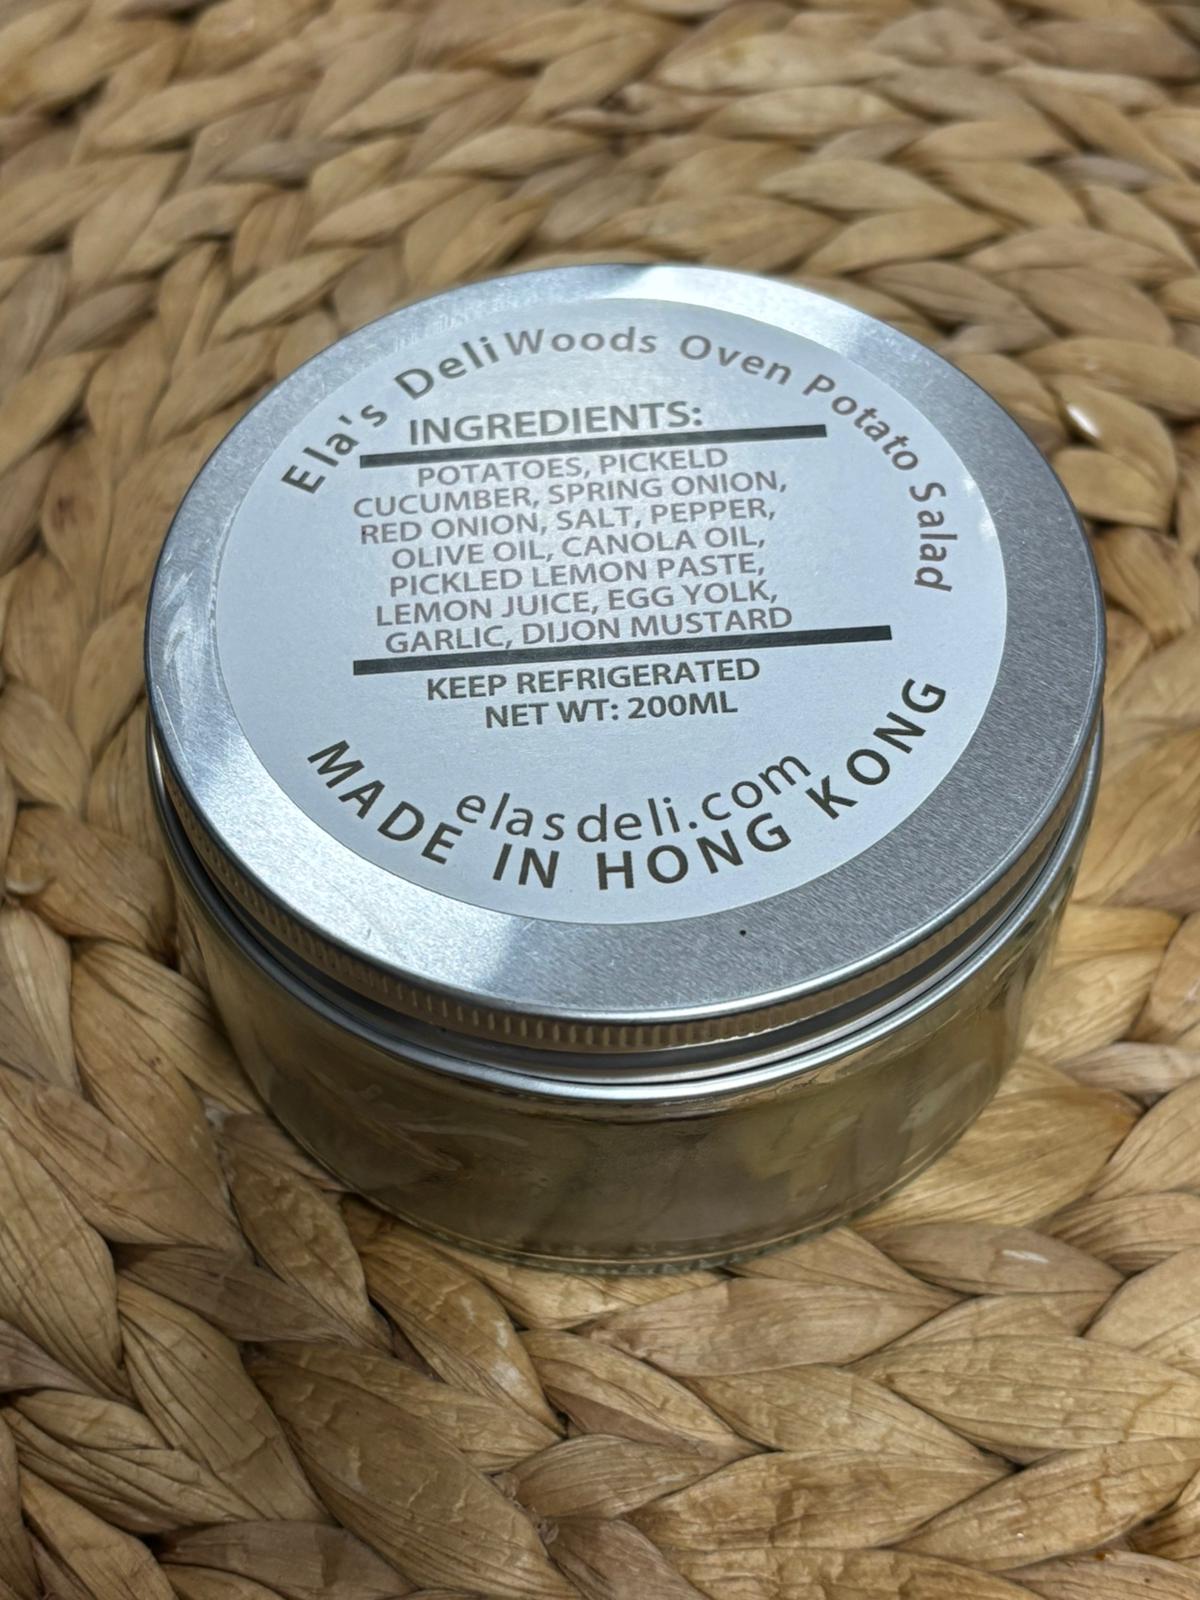 Ela's Deli Woods Oven Potato Salad
INGREDIENTS:
POTATOES, PICKELD
CUCUMBER, SPRING ONION,
RED ONION, SALT, PEPPER,
OLIVE OIL, CANOLA OIL,
PICKLED LEMON PASTE,
LEMON JUICE, EGG YOLK,
GARLIC, DIJON MUSTARD
KEEP REFRIGERATED
NET WT: 200ML
elasdeli.com
MADE IN HONG KONG